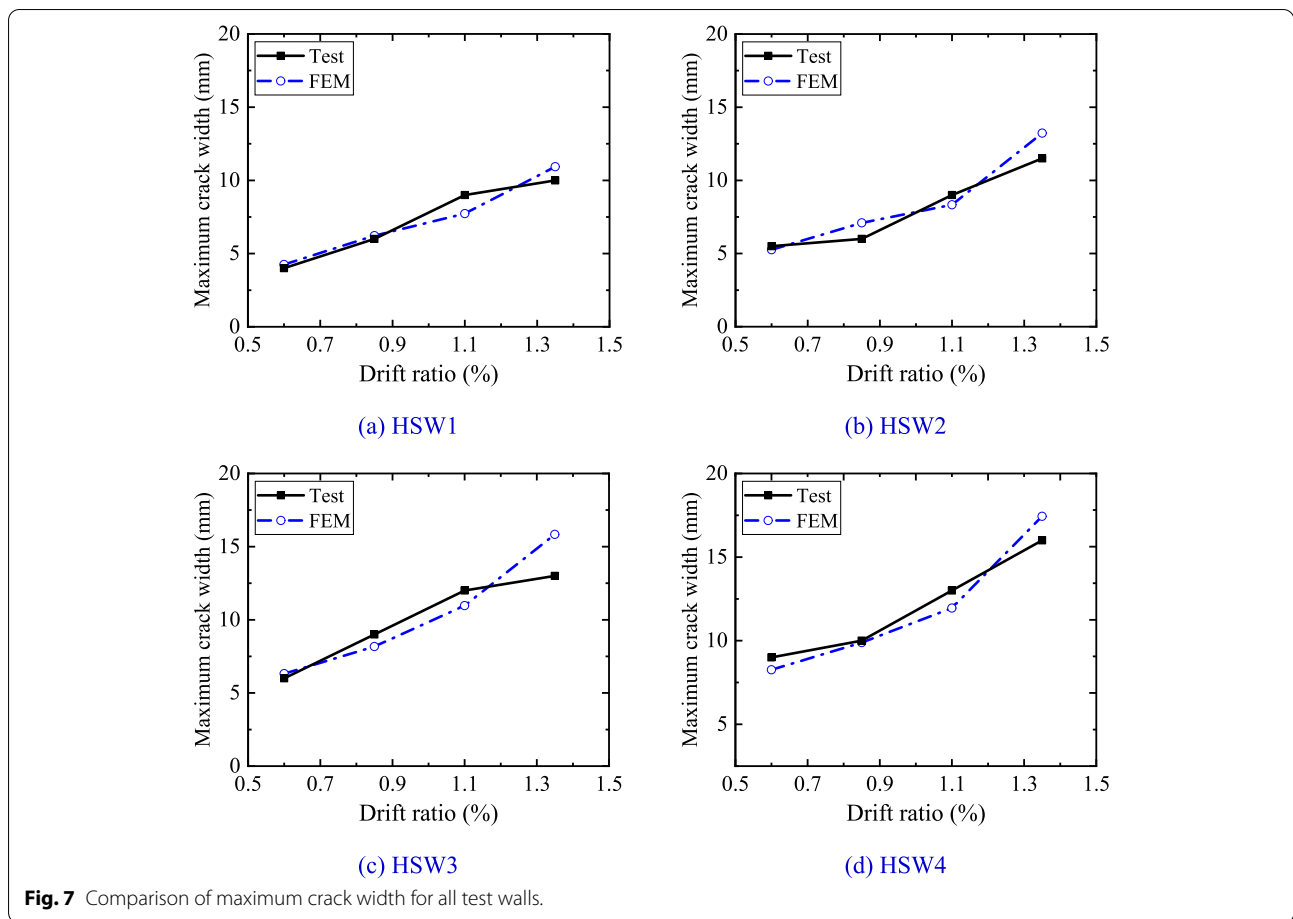 20
15
10
5
0
Maximum crack width (mm)
Test
FEM
0.5 0.7 0.9 1.1 1.3 1.5
Drift ratio (%)
(a) HSW1
20
15
10
5
0
Maximum crack width (mm)
Test
FEM
0.5 0.7 0.9 1.1 1.3 1.5
Drift ratio (%)
(b) HSW2
20
15
10
5
0
Maximum crack width (mm)
Test
FEM
0.5 0.7 0.9 1.1 1.3 1.5
Drift ratio (%)
(c) HSW3
20
15
10
5
Maximum crack width (mm)
Test
FEM
0.5 0.7 0.9 1.1 1.3 1.5
Drift ratio (%)
(d) HSW4
Fig. 7 Comparison of maximum crack width for all test walls.